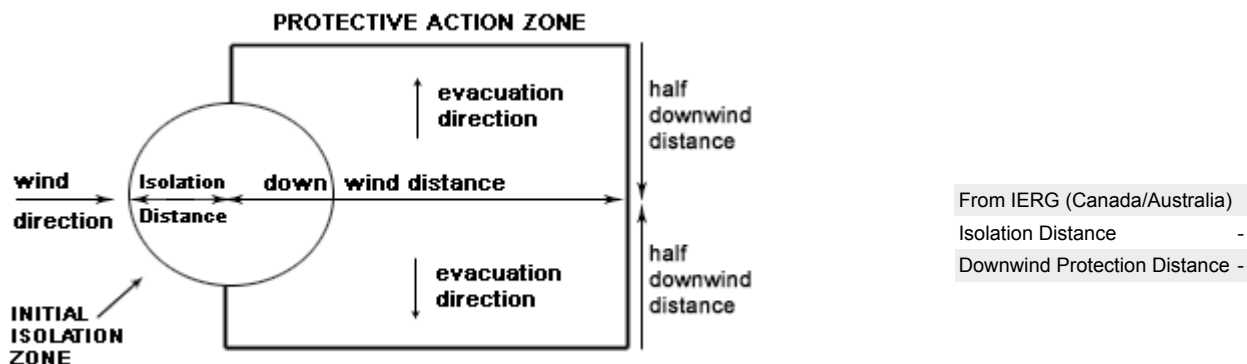 PROTECTIVE ACTION ZONE
evacuation
direction
half
downwind
distance
wind
direction
Isolation
Distance
down wind distance
evacuation
direction
half
downwind
distance
INITIAL
ISOLATION
ZONE
From IERG (Canada/Australia)
Isolation Distance -
Downwind Protection Distance -